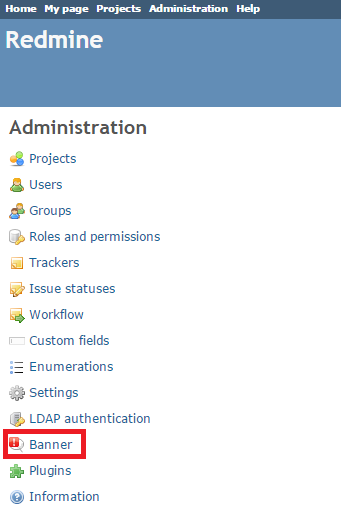 Home My page Projects Administration Help
Redmine
Administration
Projects
Users
Groups
Roles and permissions
Trackers
Issue statuses
Workflow
Custom fields
Enumerations
Settings
LDAP authentication
Banner
Plugins
Information